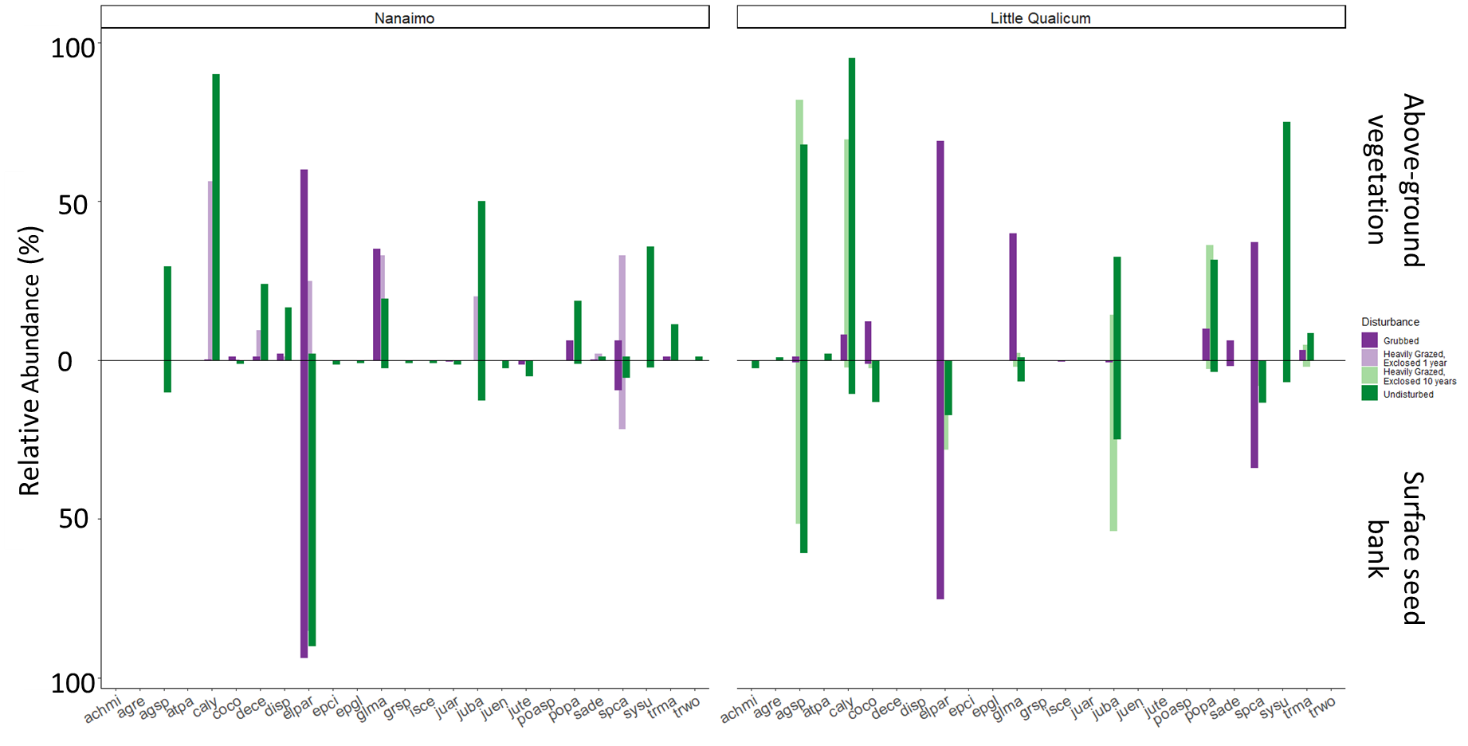 Nanaimo
Little Qualicum
100
50
0
50
100
Relative Abundance (%)
Above-ground
vegetation
Surface seed
bank
Disturbance
Grubbed
Heavily Grazed,
Exclosed 1 year
Heavily Grazed,
Exclosed 10 years
Undisturbed
achmi agre agsp atpa caly coco dece disp elpar epci epgl glma grsp isce juar juba juen jute poasp popa sade spca sysu trma trwo
achmi agre agsp atpa caly coco dece disp elpar epci epgl glma grsp isce juar juba juen jute poasp popa sade spca sysu trma trwo